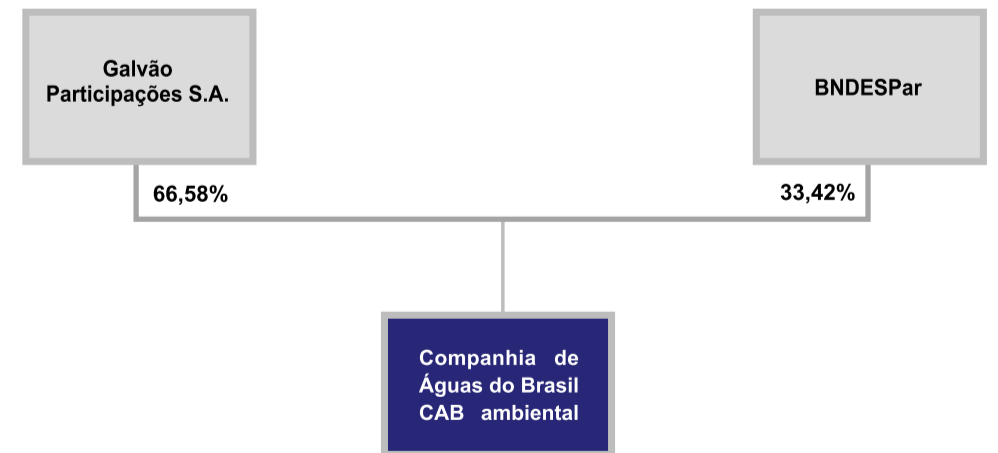 Galvão
Participações S.A.
BNDESPar
66,58%
33,42%
Companhia de
Águas do Brasil
CAB ambiental